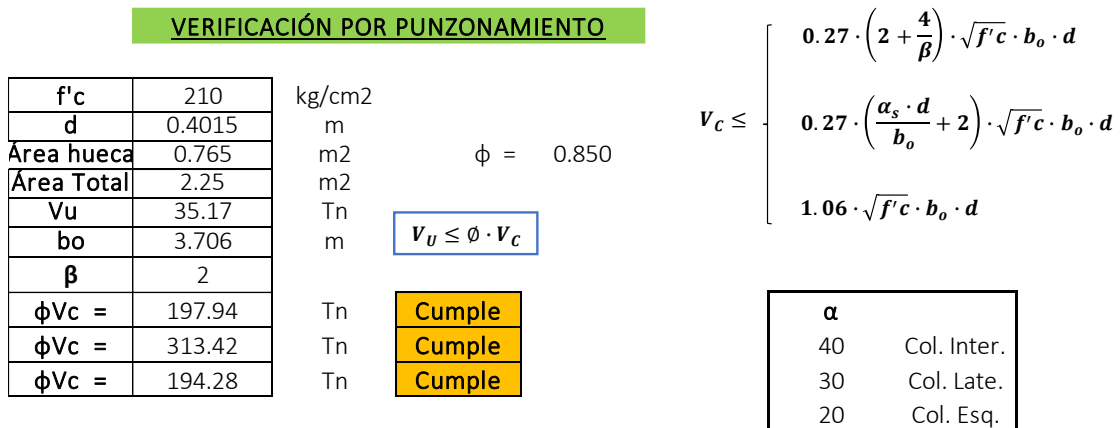 VERIFICACIÓN POR PUNZONAMIENTO
f'c 210 kg/cm2
d 0.4015 m
Área hueca 0.765 m2 ϕ = 0.850
Área Total 2.25 m2
Vu 35.17 Tn
bo 3.706 m
V_U ≤ ∅ · V_C
β 2
ϕVc = 197.94 Tn Cumple
ϕVc = 313.42 Tn Cumple
ϕVc = 194.28 Tn Cumple
V_C ≤
0.27 · (2 + 4/β) · √f'c · b_o · d
0.27 · (α_s · d / b_o + 2) · √f'c · b_o · d
1.06 · √f'c · b_o · d
α
40 Col. Inter.
30 Col. Late.
20 Col. Esq.